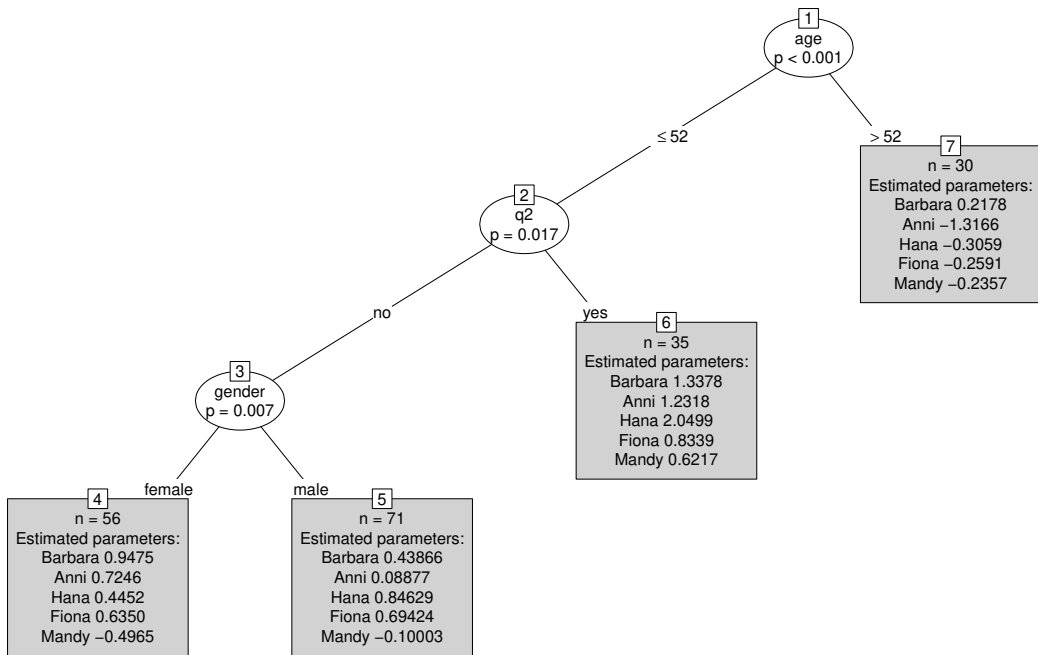 1
age
p < 0.001
≤ 52
> 52
2
q2
p = 0.017
7
n = 30
Estimated parameters:
Barbara 0.2178
Anni −1.3166
Hana −0.3059
Fiona −0.2591
Mandy −0.2357
no
yes
3
gender
p = 0.007
6
n = 35
Estimated parameters:
Barbara 1.3378
Anni 1.2318
Hana 2.0499
Fiona 0.8339
Mandy 0.6217
female
male
4
n = 56
Estimated parameters:
Barbara 0.9475
Anni 0.7246
Hana 0.4452
Fiona 0.6350
Mandy −0.4965
5
n = 71
Estimated parameters:
Barbara 0.43866
Anni 0.08877
Hana 0.84629
Fiona 0.69424
Mandy −0.10003